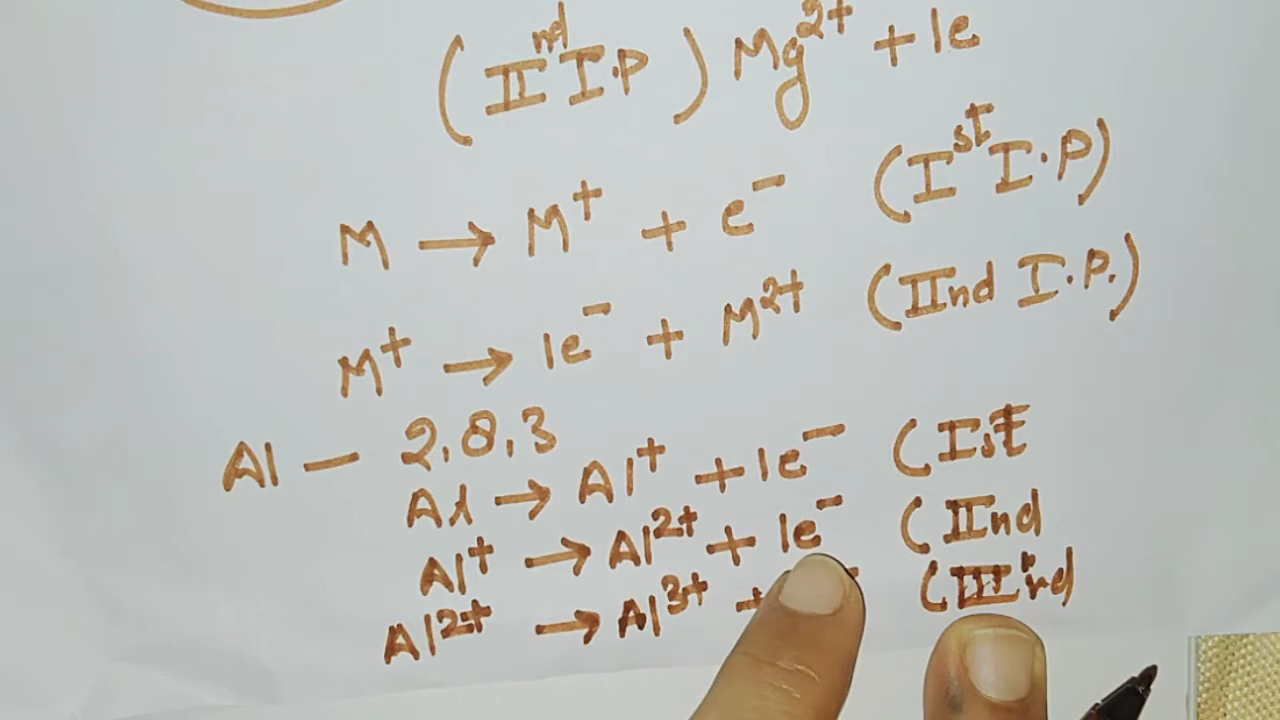 (IInd I.P) Mg2+ + 1e
M → M+ + e− (Ist I.P)
M+ → 1e− + M2+ (IInd I.P.)
Al — 2,8,3
Al → Al+ + 1e− (Ist
Al+ → Al2+ + 1e− (IInd
Al2+ → Al3+ + (IIIrd